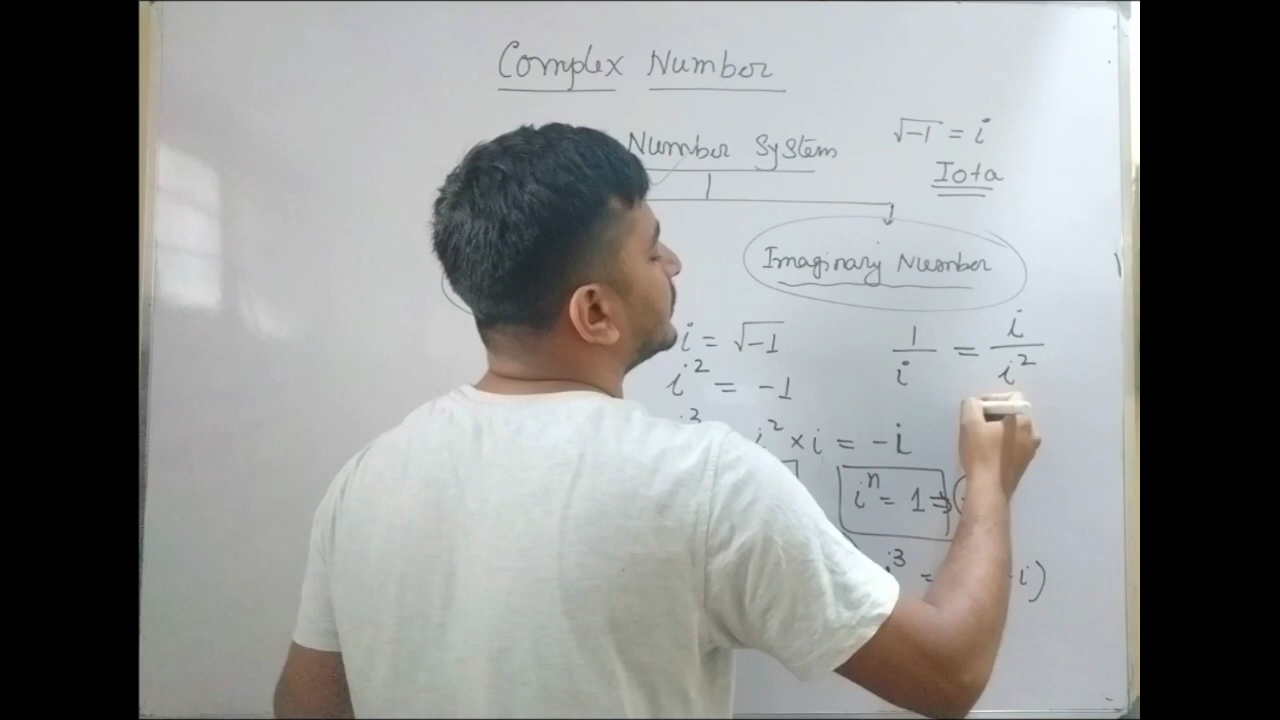 Complex Number
Number System
√-1 = i
Iota
Imaginary Number
i = √-1
i² = -1
i² × i = -i
1/i = i/i²
iⁿ = 1 ⇒
i³ =
i)